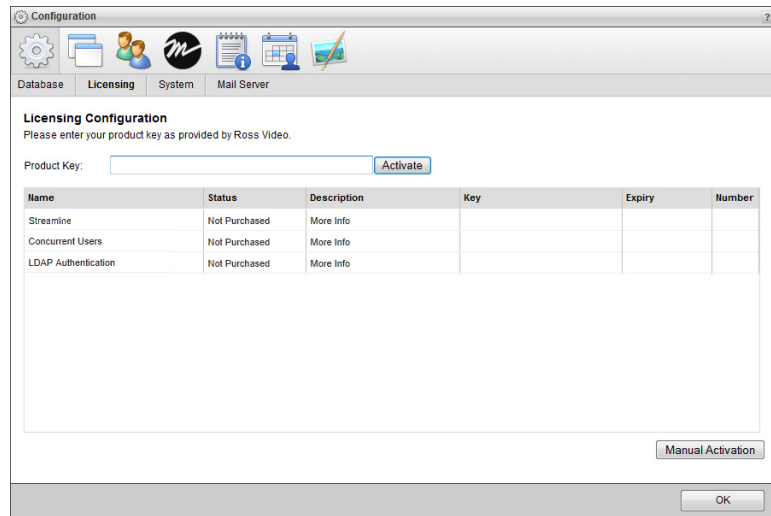 Configuration ?
Database Licensing System Mail Server
Licensing Configuration
Please enter your product key as provided by Ross Video.
Product Key: Activate
Name Status Description Key Expiry Number
Streamline Not Purchased More Info
Concurrent Users Not Purchased More Info
LDAP Authentication Not Purchased More Info
Manual Activation
OK